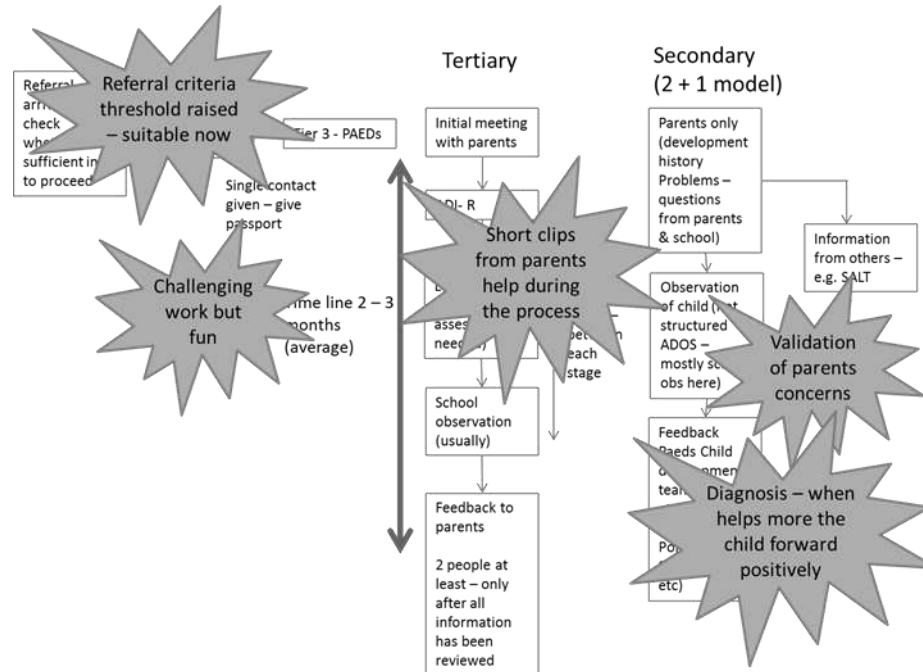 Tertiary
Secondary
(2 + 1 model)
Referral
check
sufficient
to proceed
Referral criteria
threshold raised
– suitable now
Tier 3 - PAEDs
Single contact
given – give
passport
Challenging
work but
fun
Time line 2 – 3
months
(average)
Initial meeting
with parents
ADI- R
Short clips
from parents
help during
the process
each
stage
School
observation
(usually)
Feedback to
parents
2 people at
least – only
after all
information
has been
reviewed
Parents only
(development
history
Problems –
questions
from parents
& school)
Information
from others –
e.g. SALT
Observation
of child (not
structured
ADOS –
mostly
obs here)
Validation
of parents
concerns
Feedback
Paeds Child
Diagnosis – when
helps more the
child forward
positively
etc)